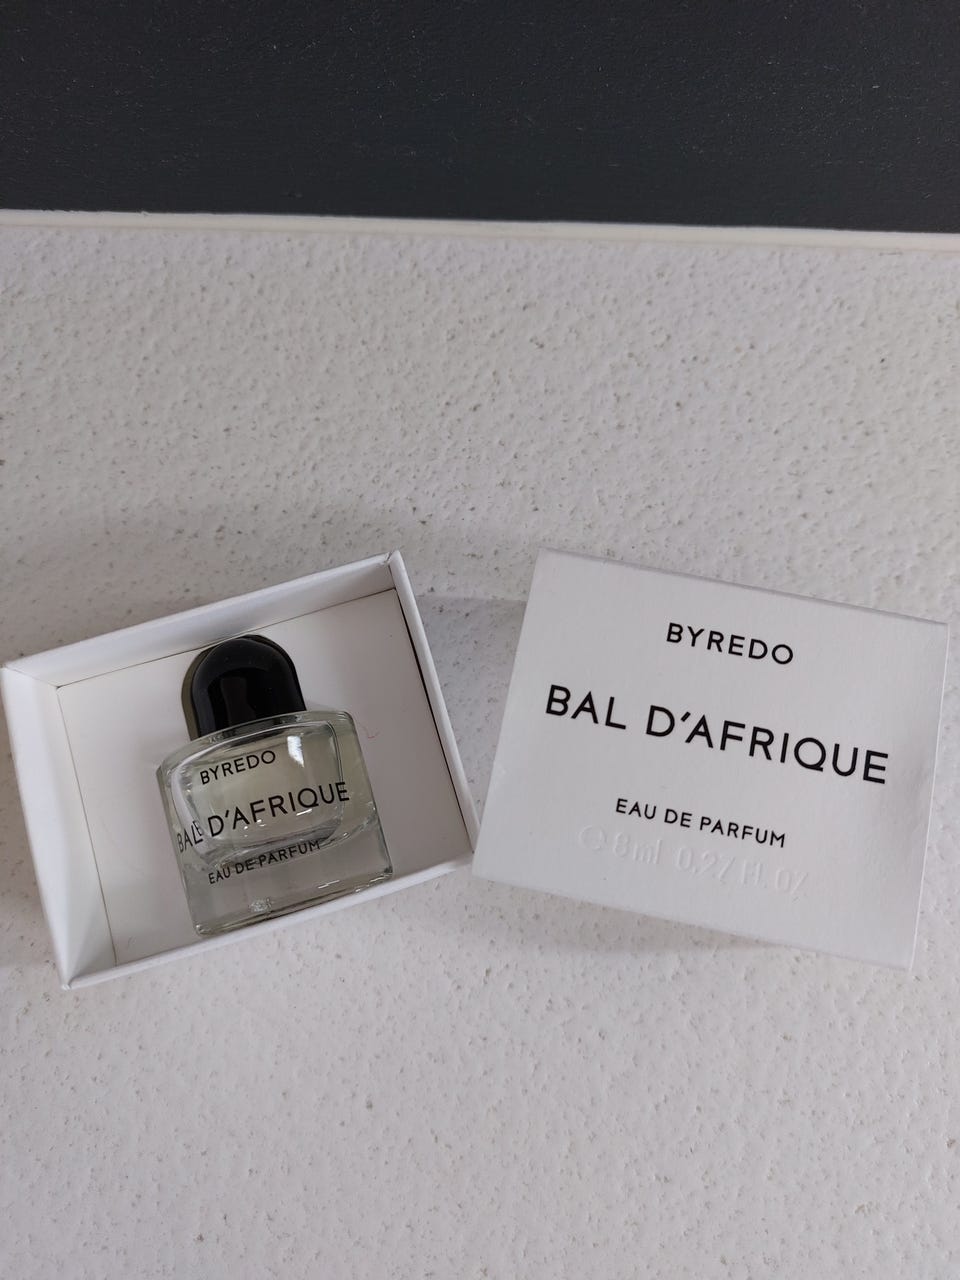 BYREDO
BAL D'AFRIQUE
EAU DE PARFUM
BYREDO
BAL D'AFRIQUE
EAU DE PARFUM
℮ 8ml 0.27 fl. oz